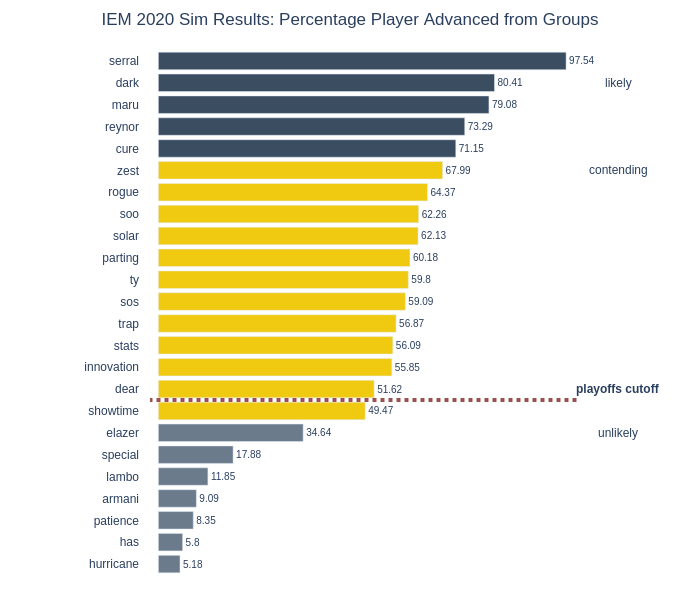 IEM 2020 Sim Results: Percentage Player Advanced from Groups
serral 97.54
dark 80.41 likely
maru 79.08
reynor 73.29
cure 71.15
zest 67.99 contending
rogue 64.37
soo 62.26
solar 62.13
parting 60.18
ty 59.8
sos 59.09
trap 56.87
stats 56.09
innovation 55.85
dear 51.62 playoffs cutoff
showtime 49.47
elazer 34.64 unlikely
special 17.88
lambo 11.85
armani 9.09
patience 8.35
has 5.8
hurricane 5.18